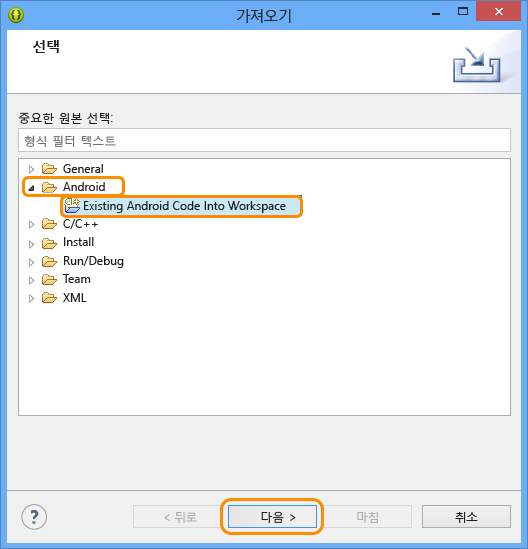 가져오기
선택
중요한 원본 선택:
형식 필터 텍스트
General
Android
Existing Android Code Into Workspace
C/C++
Install
Run/Debug
Team
XML
? < 뒤로 다음 > 마침 취소